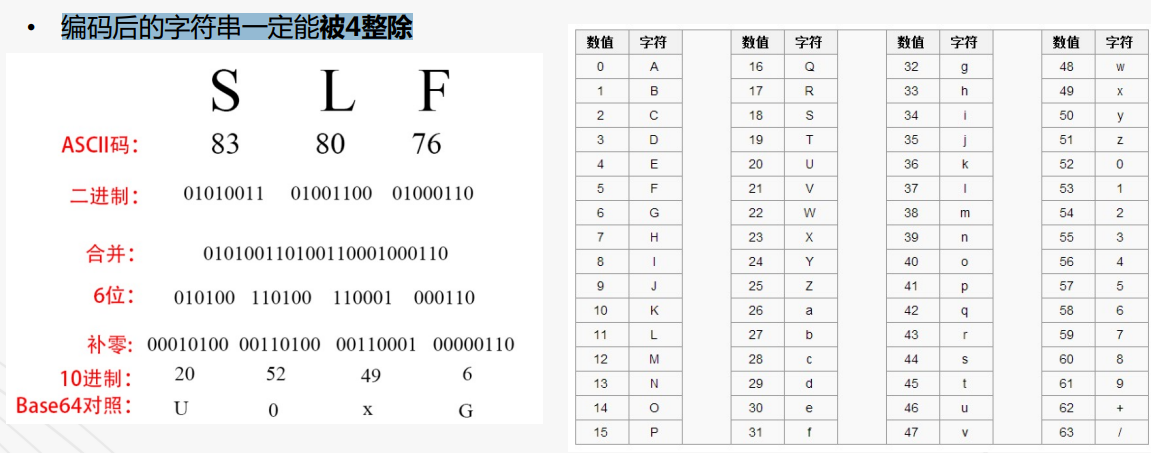 • 编码后的字符串一定能被4整除
S L F
ASCII码： 83 80 76
二进制： 01010011 01001100 01000110
合并： 010100110100110001000110
6位： 010100 110100 110001 000110
补零: 00010100 00110100 00110001 00000110
10进制： 20 52 49 6
Base64对照： U 0 x G
数值 字符 数值 字符 数值 字符 数值 字符
0 A 16 Q 32 g 48 w
1 B 17 R 33 h 49 x
2 C 18 S 34 i 50 y
3 D 19 T 35 j 51 z
4 E 20 U 36 k 52 0
5 F 21 V 37 l 53 1
6 G 22 W 38 m 54 2
7 H 23 X 39 n 55 3
8 I 24 Y 40 o 56 4
9 J 25 Z 41 p 57 5
10 K 26 a 42 q 58 6
11 L 27 b 43 r 59 7
12 M 28 c 44 s 60 8
13 N 29 d 45 t 61 9
14 O 30 e 46 u 62 +
15 P 31 f 47 v 63 /